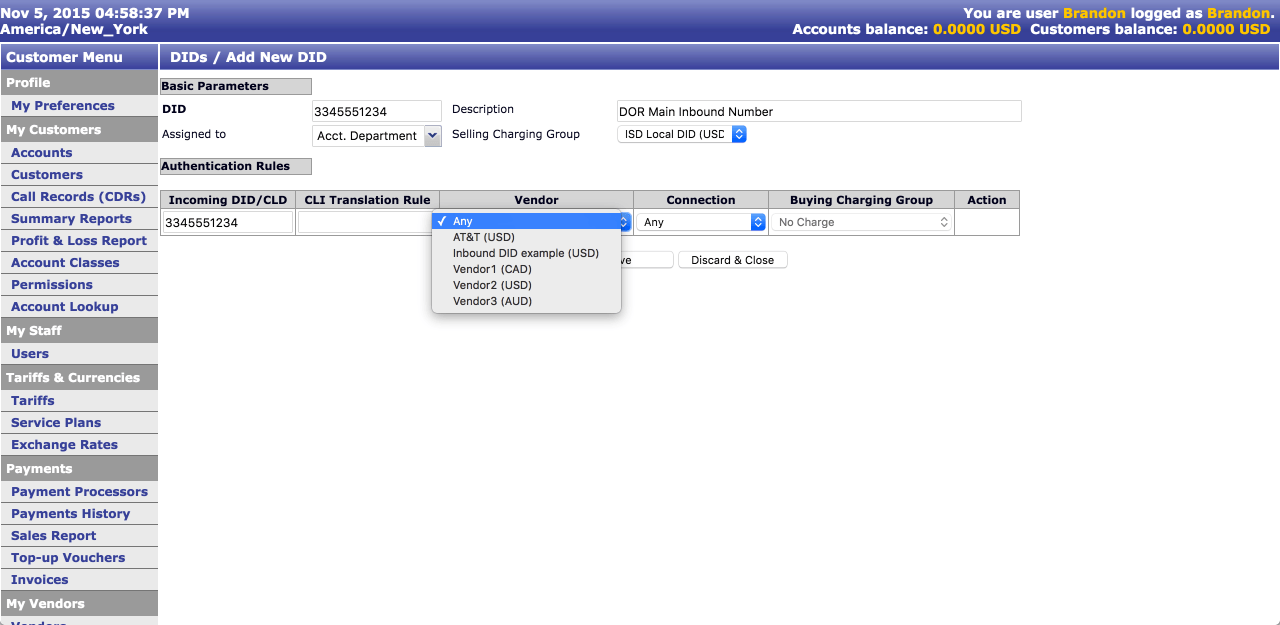 Nov 5, 2015 04:58:37 PM
America/New_York
You are user Brandon logged as Brandon.
Accounts balance: 0.0000 USD Customers balance: 0.0000 USD
Customer Menu
Profile
My Preferences
My Customers
Accounts
Customers
Call Records (CDRs)
Summary Reports
Profit & Loss Report
Account Classes
Permissions
Account Lookup
My Staff
Users
Tariffs & Currencies
Tariffs
Service Plans
Exchange Rates
Payments
Payment Processors
Payments History
Sales Report
Top-up Vouchers
Invoices
My Vendors
DIDs / Add New DID
Basic Parameters
DID 3345551234 Description DOR Main Inbound Number
Assigned to Acct. Department Selling Charging Group ISD Local DID (USD
Authentication Rules
Incoming DID/CLD CLI Translation Rule Vendor Connection Buying Charging Group Action
3345551234 Any Any No Charge
AT&T (USD)
Inbound DID example (USD)
Vendor1 (CAD)
Vendor2 (USD)
Vendor3 (AUD)
Discard & Close